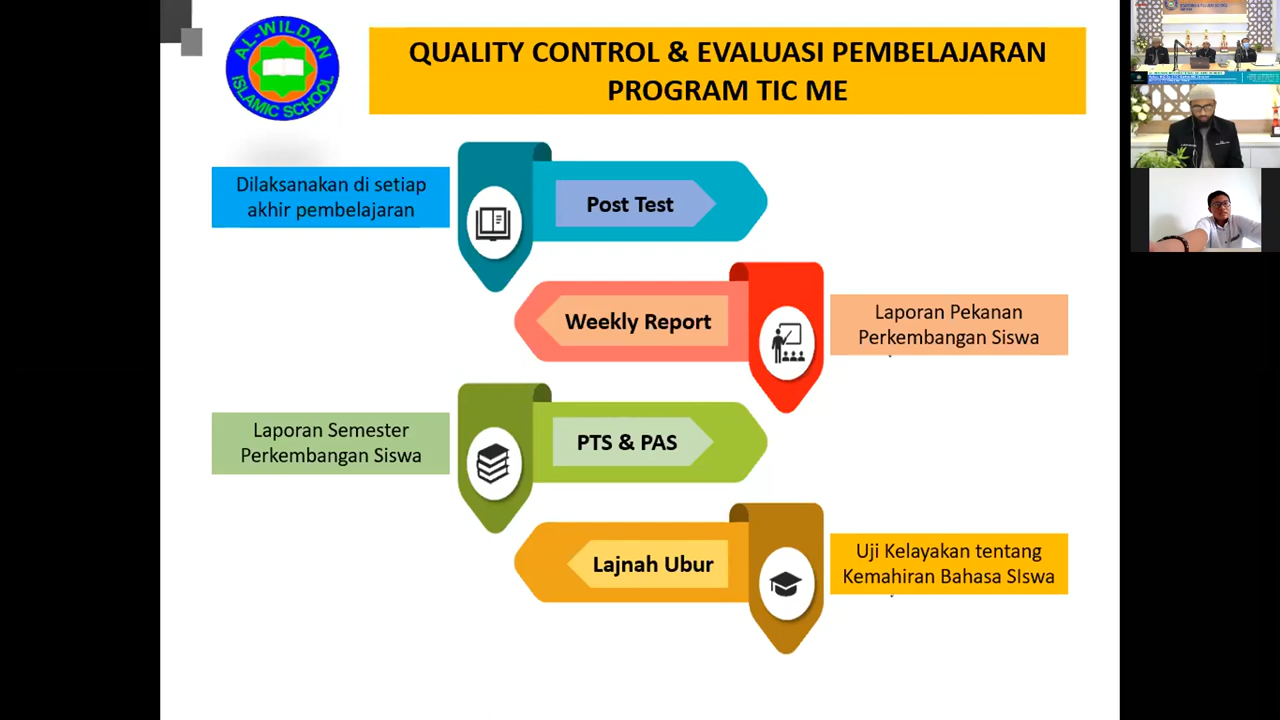 AL-WILDAN
ISLAMIC SCHOOL
QUALITY CONTROL & EVALUASI PEMBELAJARAN
PROGRAM TIC ME
Dilaksanakan di setiap
akhir pembelajaran
Post Test
Weekly Report
Laporan Pekanan
Perkembangan Siswa
Laporan Semester
Perkembangan Siswa
PTS & PAS
Lajnah Ubur
Uji Kelayakan tentang
Kemahiran Bahasa SIswa